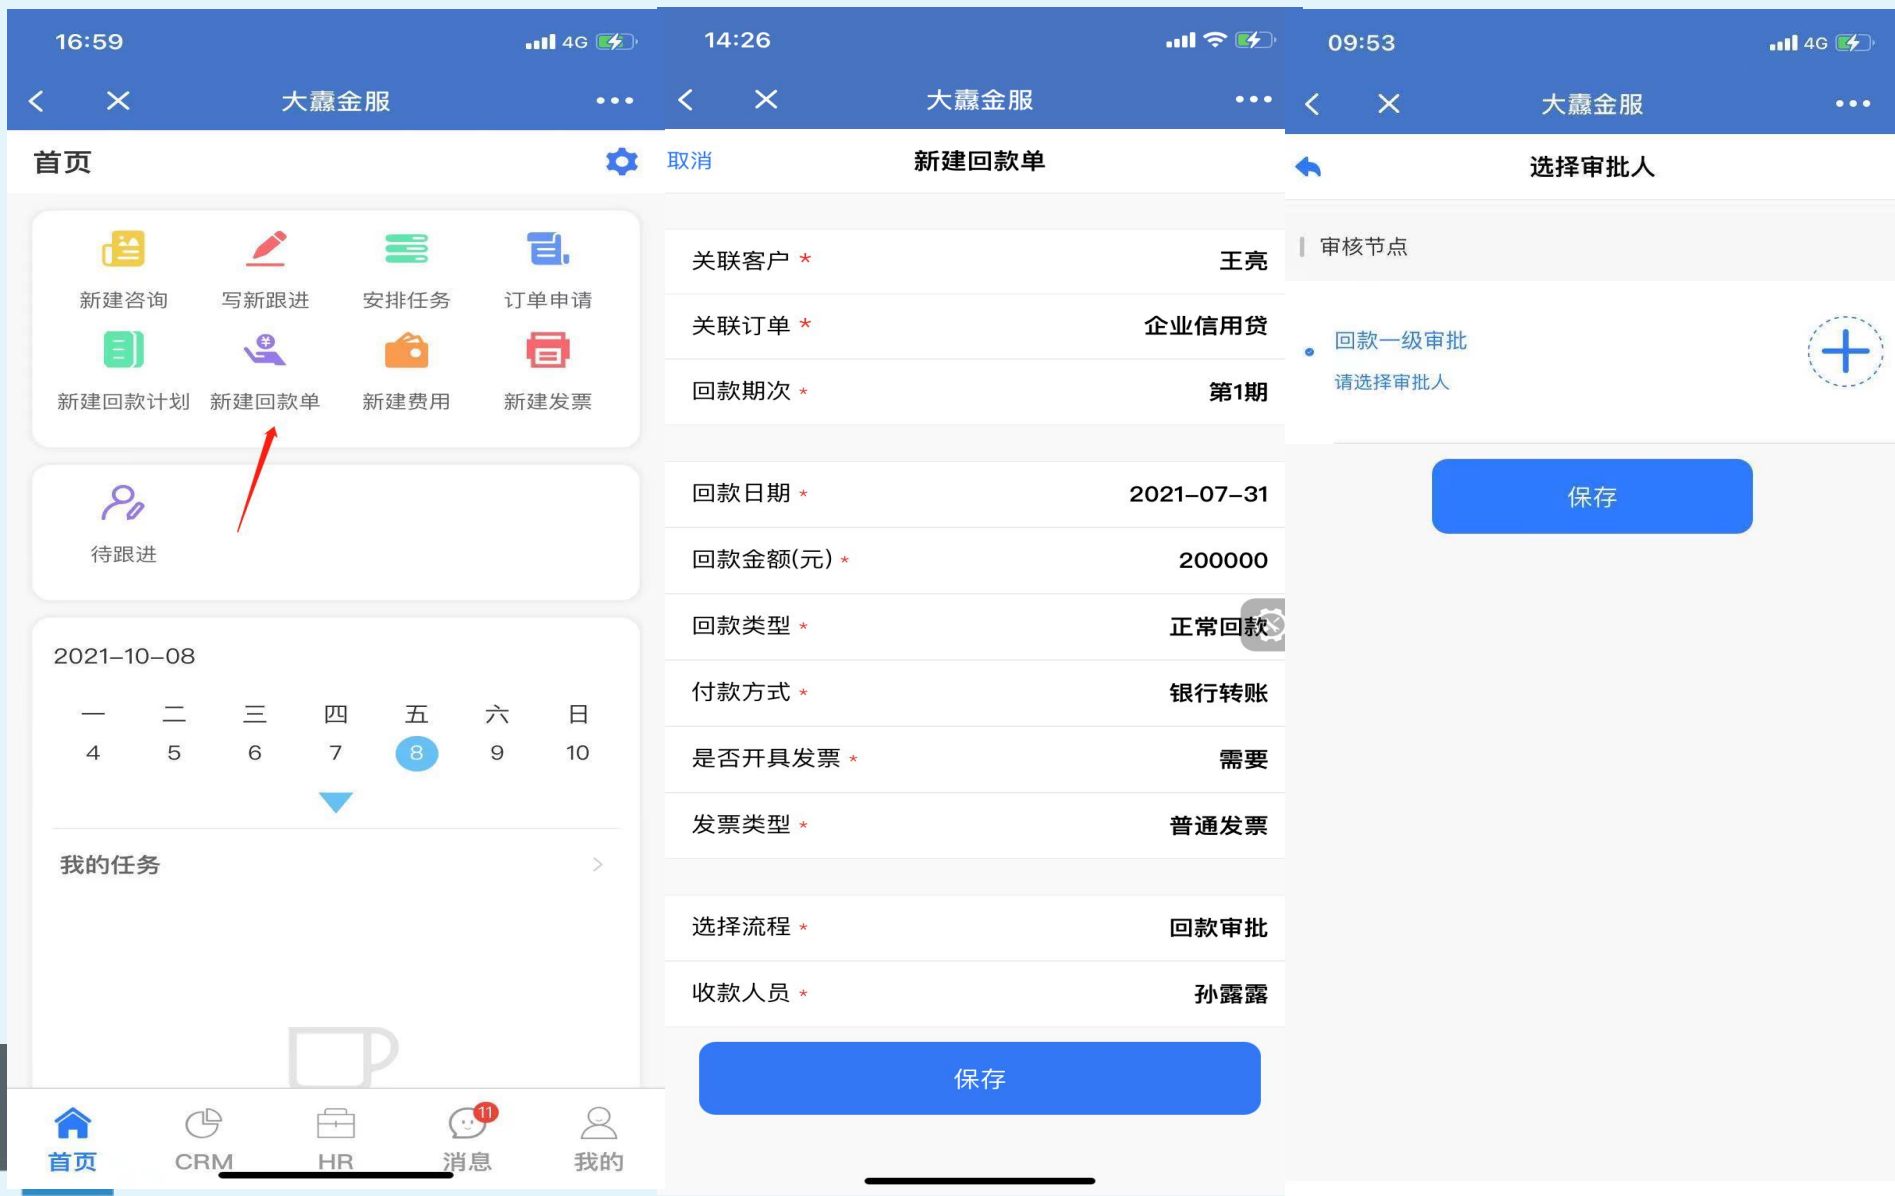 16:59
4G
大鼒金服
首页
新建咨询
写新跟进
安排任务
订单申请
新建回款计划
新建回款单
新建费用
新建发票
待跟进
2021-10-08
一 二 三 四 五 六 日
4 5 6 7 8 9 10
我的任务
首页
CRM
HR
消息
11
我的
14:26
大鼒金服
取消
新建回款单
关联客户 * 王亮
关联订单 * 企业信用贷
回款期次 * 第1期
回款日期 * 2021-07-31
回款金额(元) * 200000
回款类型 * 正常回款
付款方式 * 银行转账
是否开具发票 * 需要
发票类型 * 普通发票
选择流程 * 回款审批
收款人员 * 孙露露
保存
09:53
4G
大鼒金服
选择审批人
审核节点
回款一级审批
请选择审批人
保存